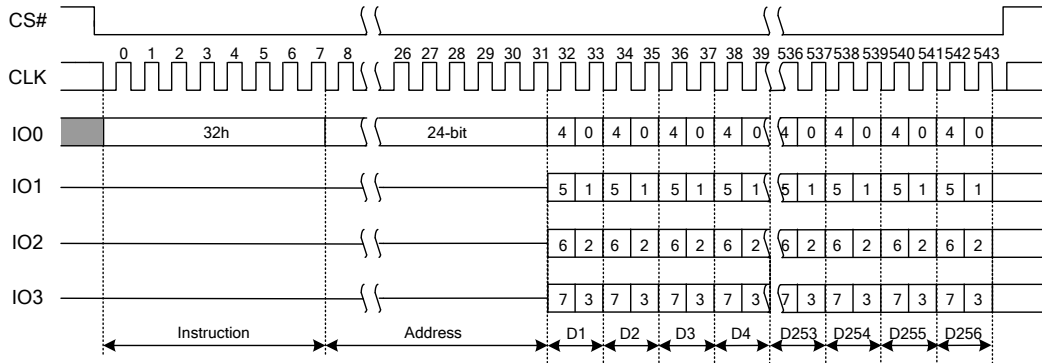 CS#
0 1 2 3 4 5 6 7 8 26 27 28 29 30 31 32 33 34 35 36 37 38 39 536 537 538 539 540 541 542 543
CLK
IO0 32h 24-bit 4 0 4 0 4 0 4 0 4 0 4 0 4 0 4 0
IO1 5 1 5 1 5 1 5 1 5 1 5 1 5 1 5 1
IO2 6 2 6 2 6 2 6 2 6 2 6 2 6 2 6 2
IO3 7 3 7 3 7 3 7 3 7 3 7 3 7 3 7 3
Instruction Address D1 D2 D3 D4 D253 D254 D255 D256